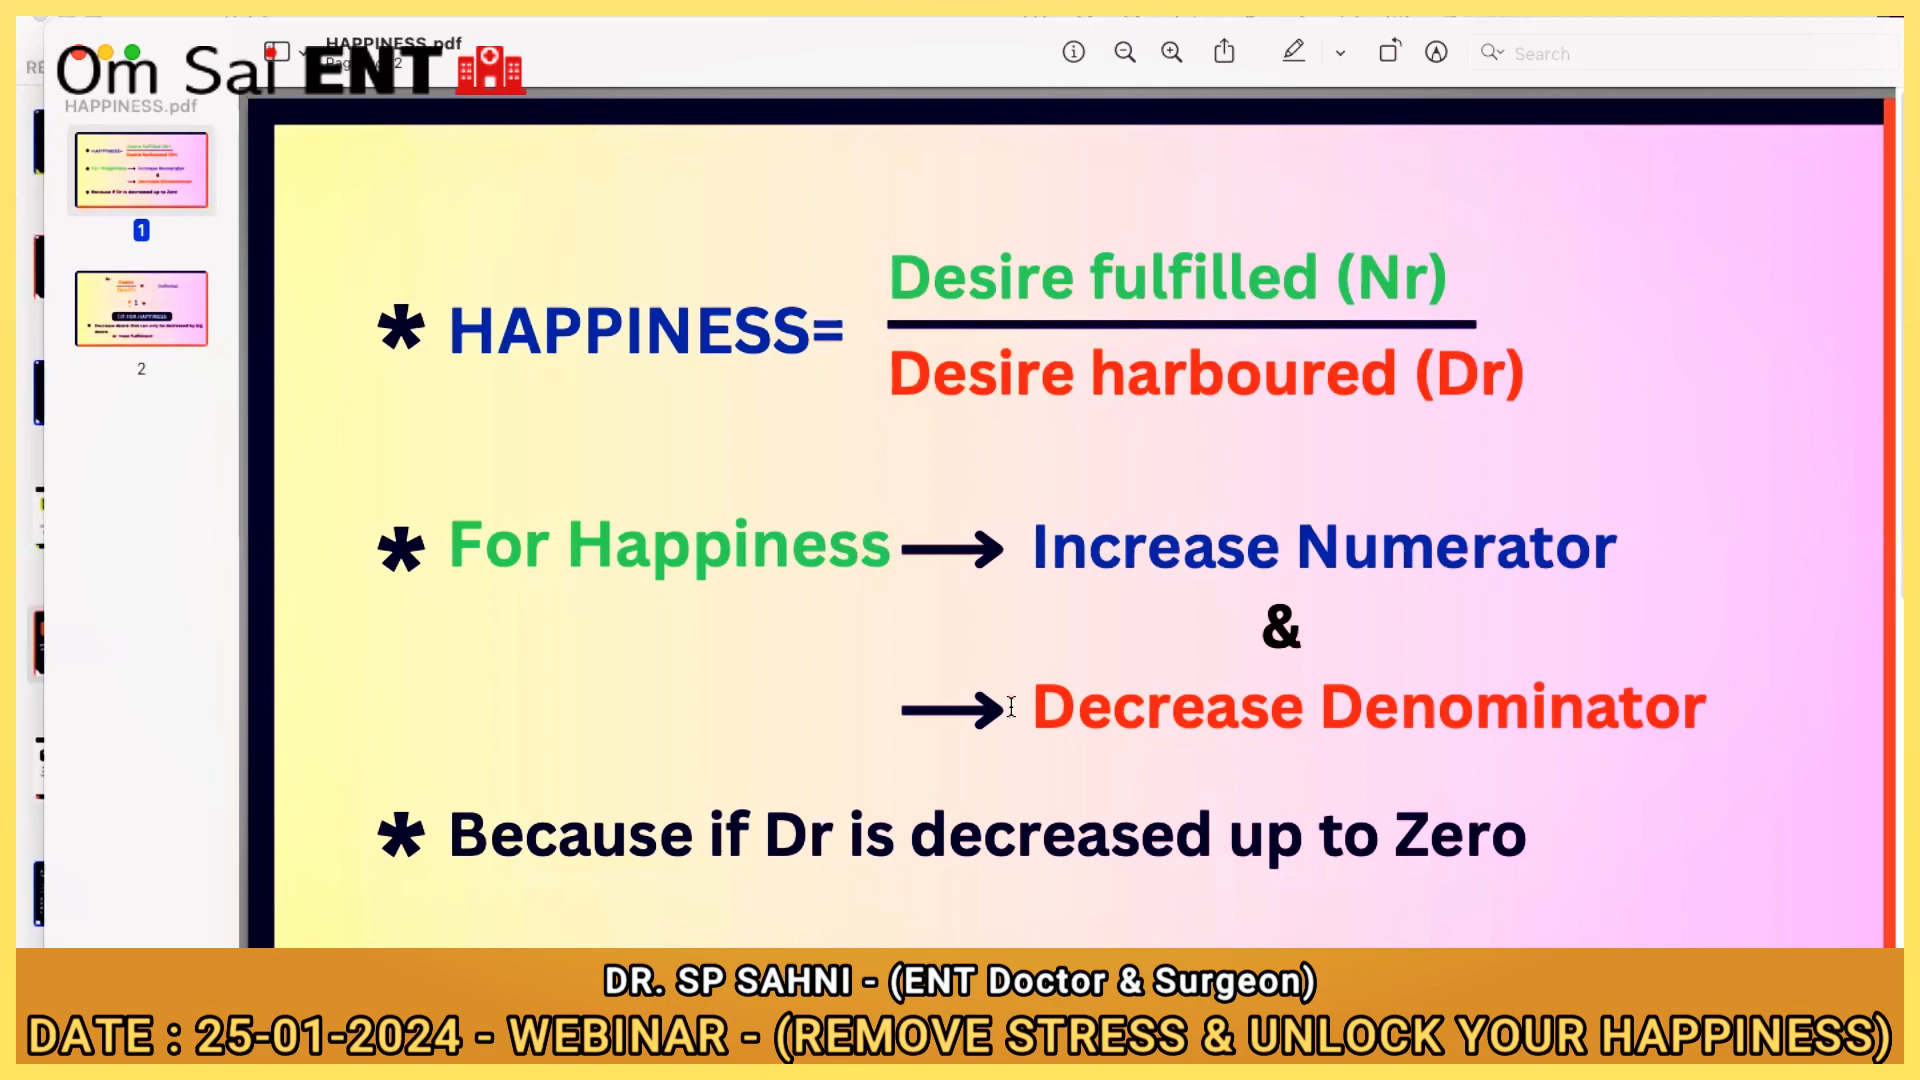 Om Sai ENT
HAPPINESS.pdf
Search
HAPPINESS.pdf
1
2
* HAPPINESS= Desire fulfilled (Nr)
Desire harboured (Dr)
* For Happiness → Increase Numerator
&
→ Decrease Denominator
* Because if Dr is decreased up to Zero
DR. SP SAHNI - (ENT Doctor & Surgeon)
DATE : 25-01-2024 - WEBINAR - (REMOVE STRESS & UNLOCK YOUR HAPPINESS)